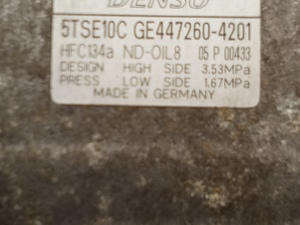 DENSO
5TSE10C GE447260-4201
HFC134a ND-OIL8 05 P 00433
DESIGN HIGH SIDE 3.53MPa
PRESS LOW SIDE 1.67MPa
MADE IN GERMANY